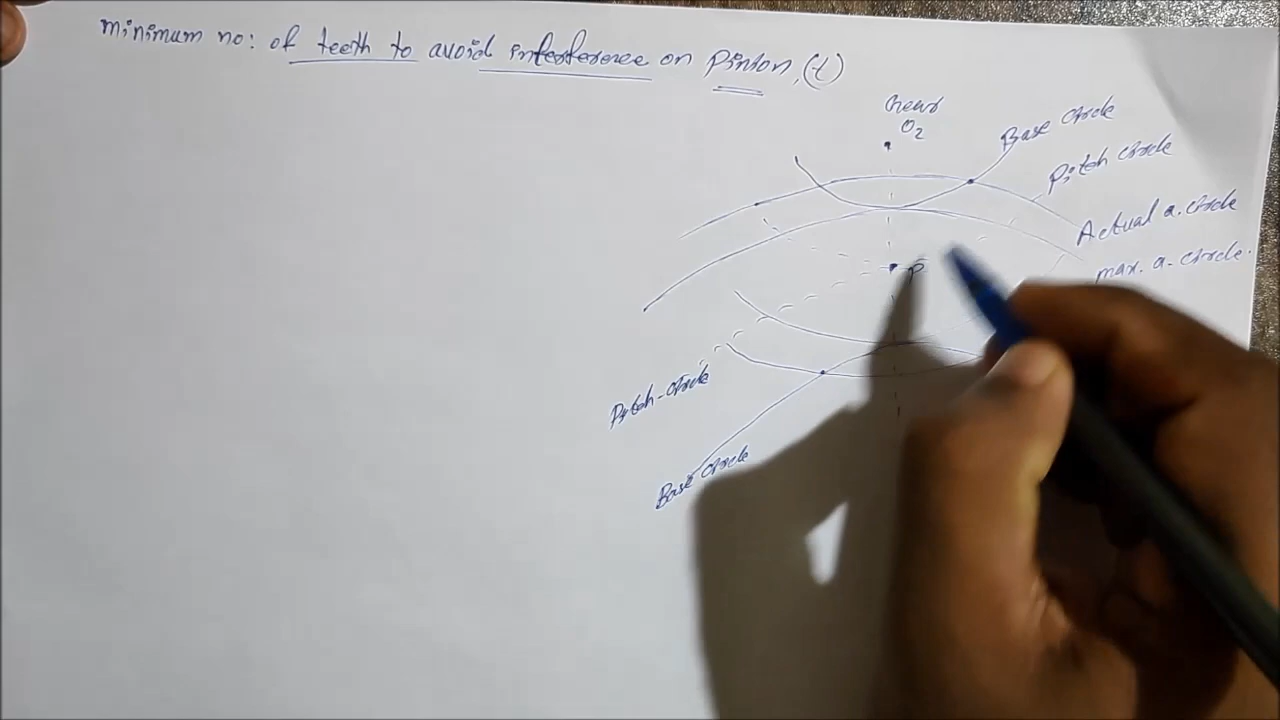 minimum no: of teeth to avoid interference on pinion, (t)
Gear
O2
Base Circle
Pitch Circle
Actual a. circle
max. a. circle.
P
Pitch-circle
Base circle